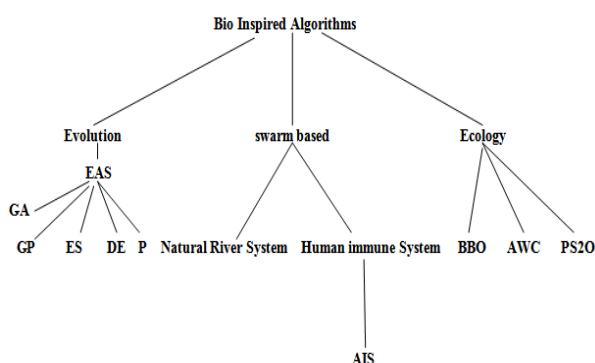 Bio Inspired Algorithms
Evolution swarm based Ecology
EAS
GA
GP ES DE P Natural River System Human immune System BBO AWC PS2O
AIS